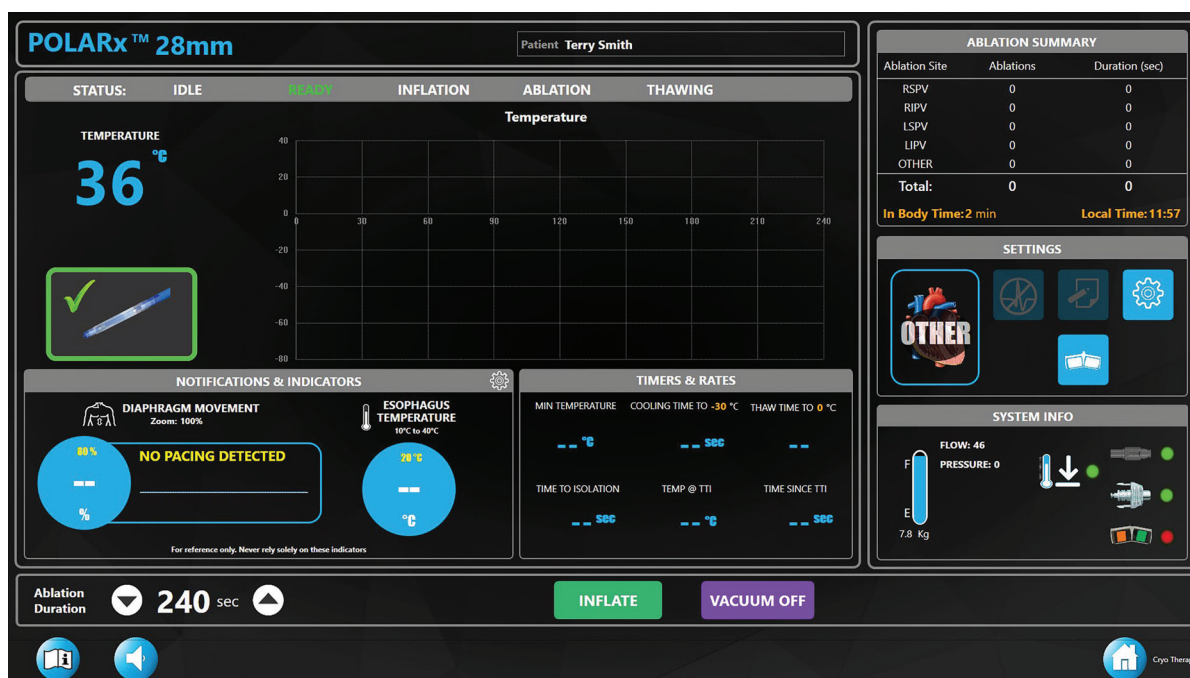 POLARx™ 28mm
Patient Terry Smith
STATUS: IDLE READY INFLATION ABLATION THAWING
TEMPERATURE
36 °C
Temperature
40
20
0
-20
-40
-60
-80
0 30 60 90 120 150 180 210 240
NOTIFICATIONS & INDICATORS
DIAPHRAGM MOVEMENT
Zoom: 100%
80 %
--
%
NO PACING DETECTED
ESOPHAGUS
TEMPERATURE
10°C to 40°C
20 °C
--
°C
For reference only. Never rely solely on these indicators
TIMERS & RATES
MIN TEMPERATURE COOLING TIME TO -30 °C THAW TIME TO 0 °C
-- °C -- sec --
TIME TO ISOLATION TEMP @ TTI TIME SINCE TTI
-- sec -- °C -- sec
ABLATION SUMMARY
Ablation Site Ablations Duration (sec)
RSPV 0 0
RIPV 0 0
LSPV 0 0
LIPV 0 0
OTHER 0 0
Total: 0 0
In Body Time: 2 min Local Time: 11:57
SETTINGS
OTHER
SYSTEM INFO
FLOW: 46
PRESSURE: 0
F
E
7.8 Kg
Ablation
Duration
240 sec
INFLATE
VACUUM OFF
i
Cryo